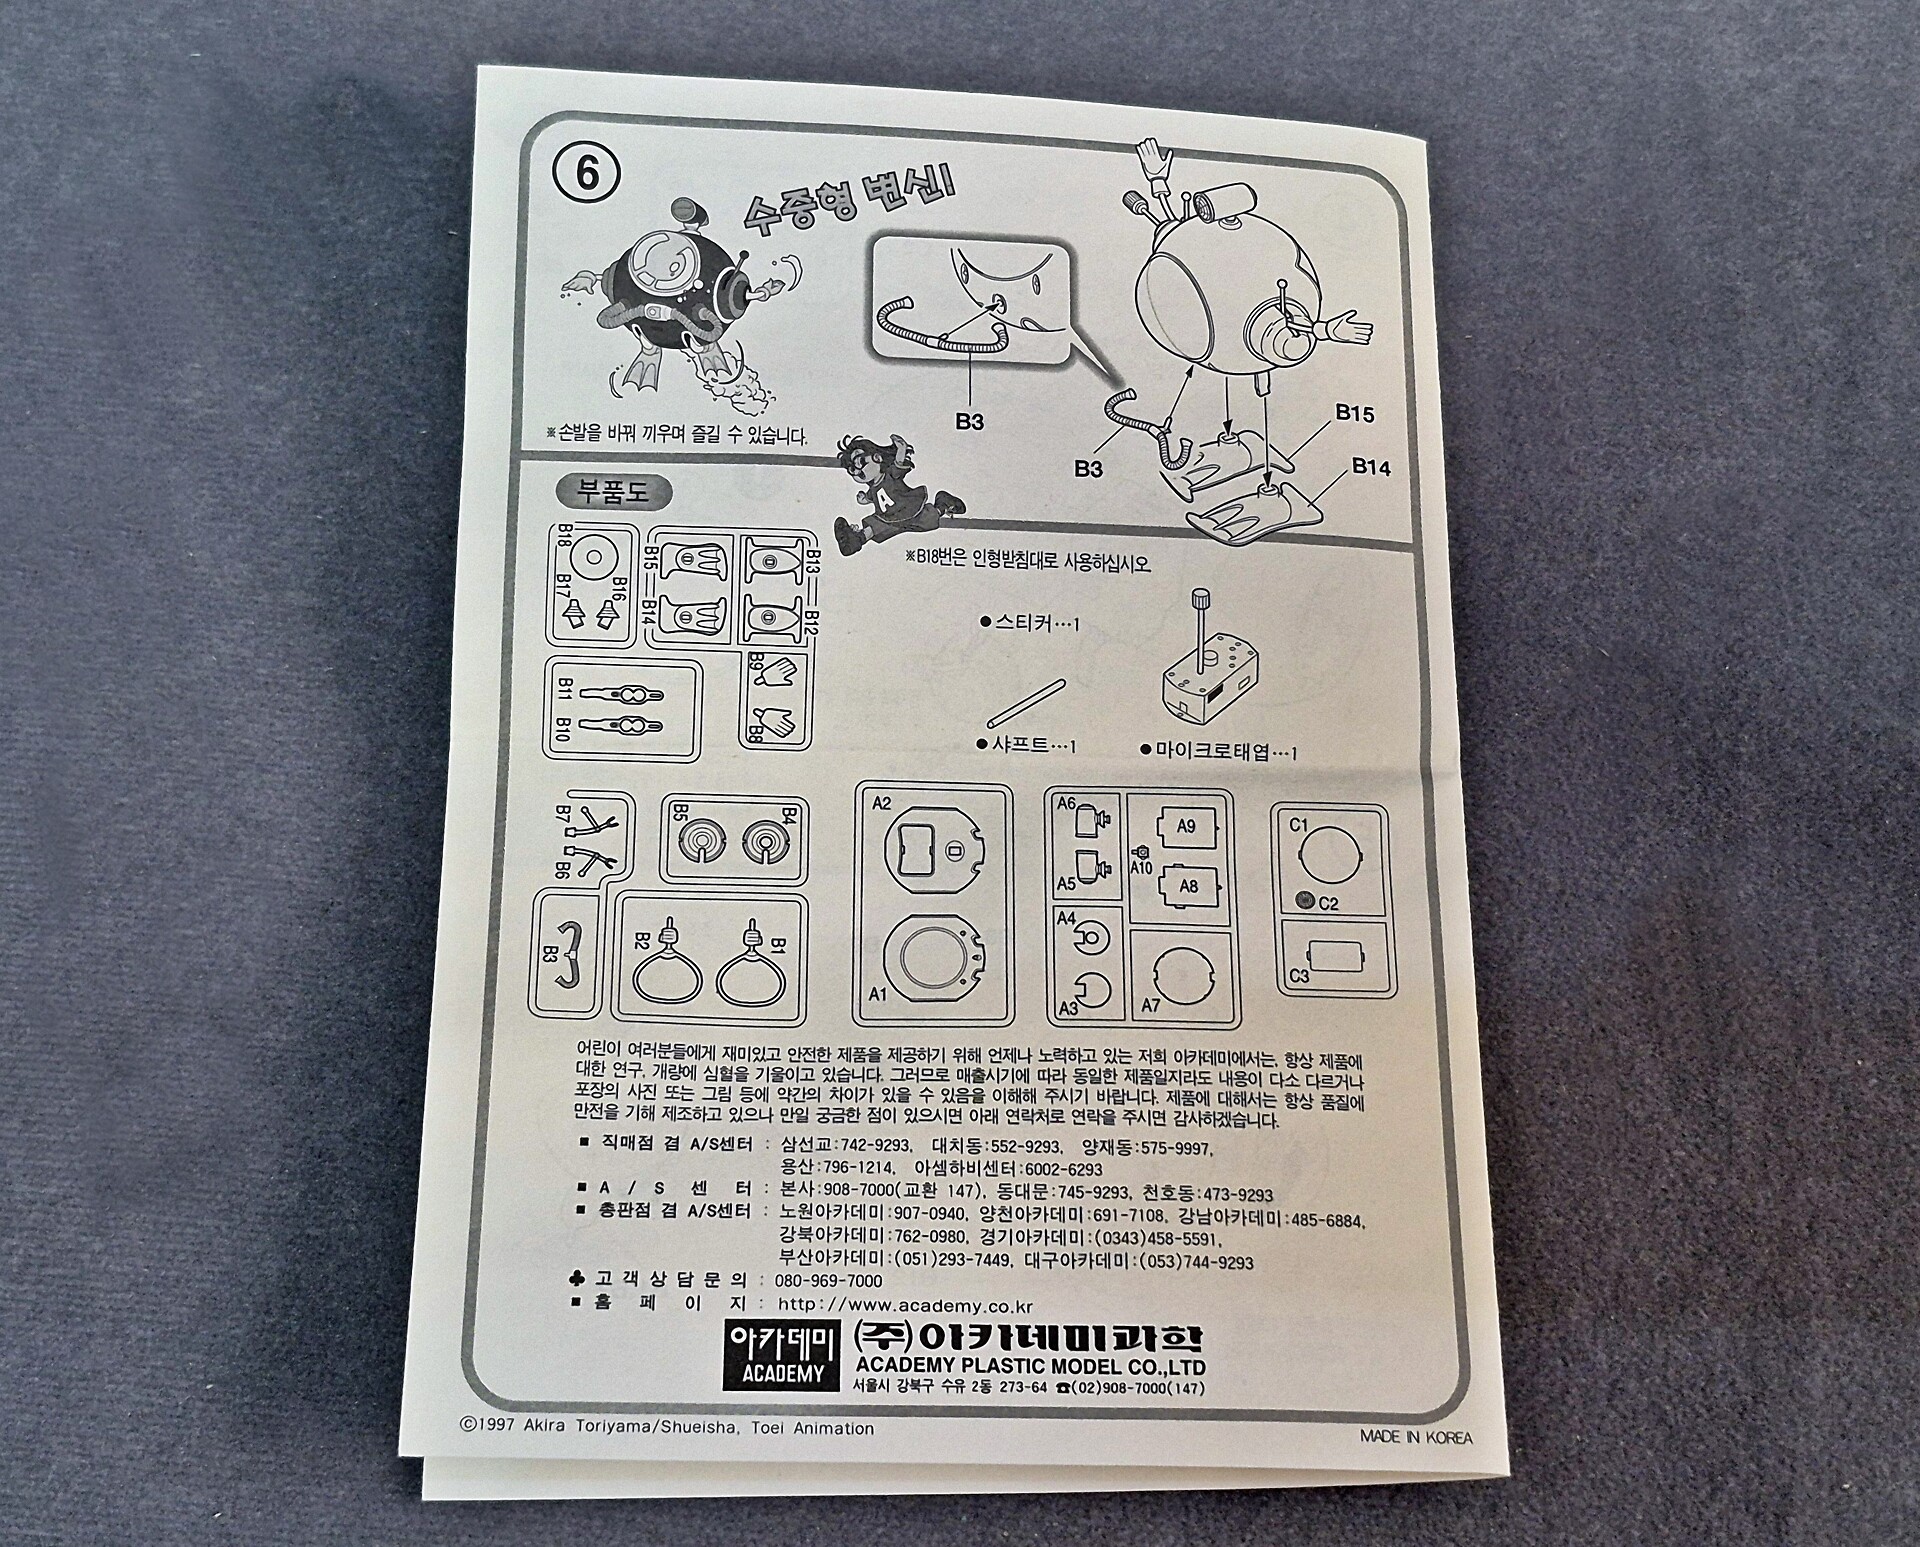 6
수중형 변신!
B3
B15
B3
B14
※손발을 바꿔 끼우며 즐길 수 있습니다.
A
부품도
※B18번은 인형받침대로 사용하십시오
B18
B17
B16
B15
B14
B13
B12
B9
B8
B11
B10
●스티커…1
●샤프트…1
●마이크로태엽…1
B7
B6
B5
B4
B3
B2
B1
A2
A1
A6
A5
A9
A10
A8
A4
A3
A7
C1
C2
C3
어린이 여러분들에게 재미있고 안전한 제품을 제공하기 위해 언제나 노력하고 있는 저희 아카데미에서는, 항상 제품에
대한 연구, 개량에 심혈을 기울이고 있습니다. 그러므로 매출시기에 따라 동일한 제품일지라도 내용이 다소 다르거나
포장의 사진 또는 그림 등에 약간의 차이가 있을 수 있음을 이해해 주시기 바랍니다. 제품에 대해서는 항상 품질에
만전을 기해 제조하고 있으나 만일 궁금한 점이 있으시면 아래 연락처로 연락을 주시면 감사하겠습니다.
■ 직매점 겸 A/S센터 : 삼선교:742-9293, 대치동:552-9293, 양재동:575-9997,
용산:796-1214, 아셈하비센터:6002-6293
■ A / S 센 터 : 본사:908-7000(교환 147), 동대문:745-9293, 천호동:473-9293
■ 총판점 겸 A/S센터 : 노원아카데미:907-0940, 양천아카데미:691-7108, 강남아카데미:485-6884,
강북아카데미:762-0980, 경기아카데미:(0343)458-5591,
부산아카데미:(051)293-7449, 대구아카데미:(053)744-9293
♣ 고 객 상 담 문 의 : 080-969-7000
■ 홈 페 이 지 : http://www.academy.co.kr
아카데미
ACADEMY
(주)아카데미과학
ACADEMY PLASTIC MODEL CO.,LTD
서울시 강북구 수유 2동 273-64 ☎(02)908-7000(147)
©1997 Akira Toriyama/Shueisha, Toei Animation
MADE IN KOREA